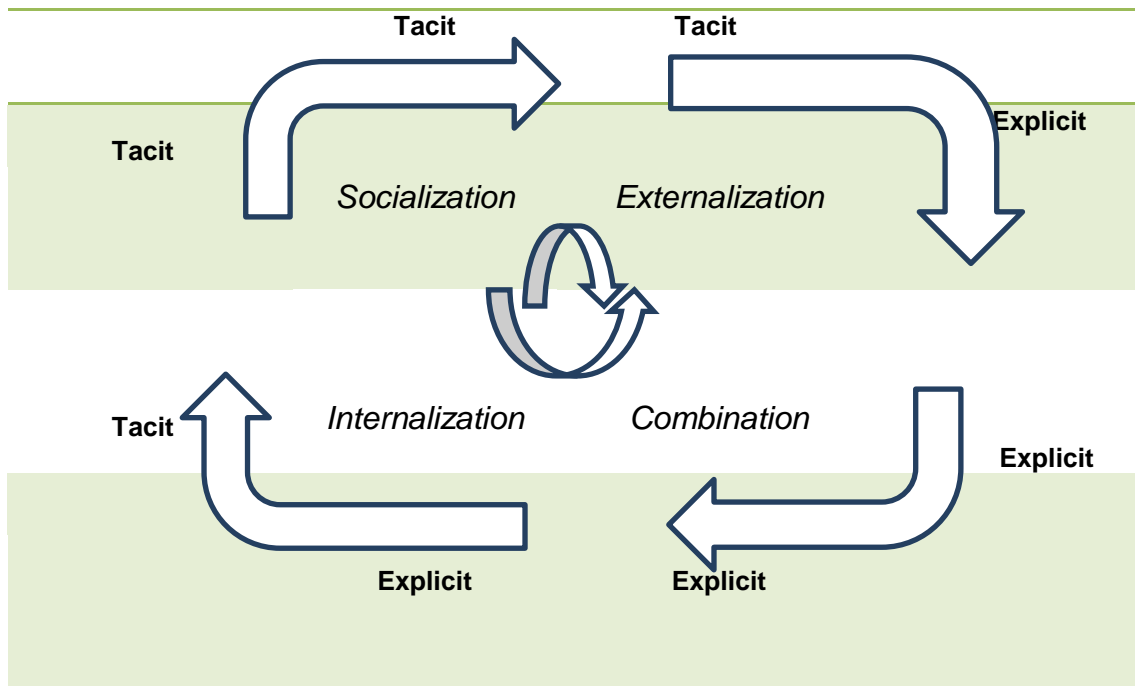 Tacit Tacit
Explicit
Tacit
Socialization Externalization
Internalization Combination
Tacit
Explicit
Explicit Explicit